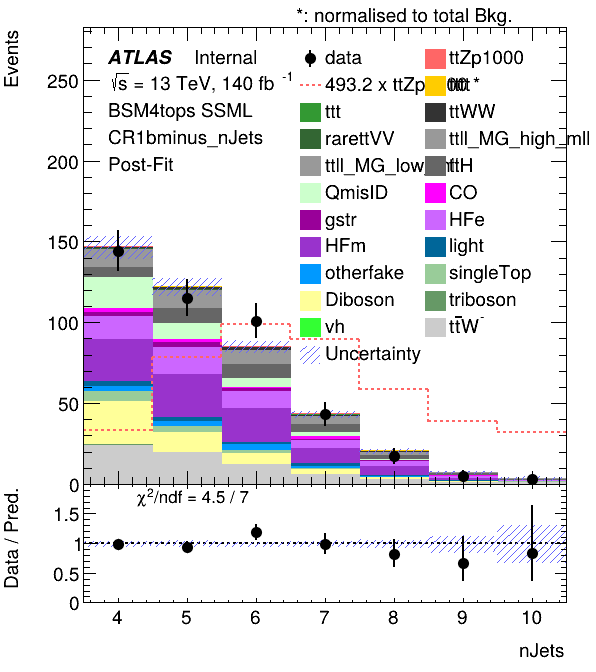 *: normalised to total Bkg.
Events
ATLAS Internal
√s = 13 TeV, 140 fb -1
BSM4tops SSML
CR1bminus_nJets
Post-Fit
data
ttZp1000
493.2 x ttZp1000 *
ttt
ttWW
rarettVV
ttll_MG_high_mll
ttll_MG_low_mll
ttH
QmisID
CO
gstr
HFe
HFm
light
otherfake
singleTop
Diboson
triboson
vh
tt̄W
Uncertainty
250
200
150
100
50
0
χ2/ndf = 4.5 / 7
Data / Pred.
1.5
1
0.5
0
4 5 6 7 8 9 10
nJets